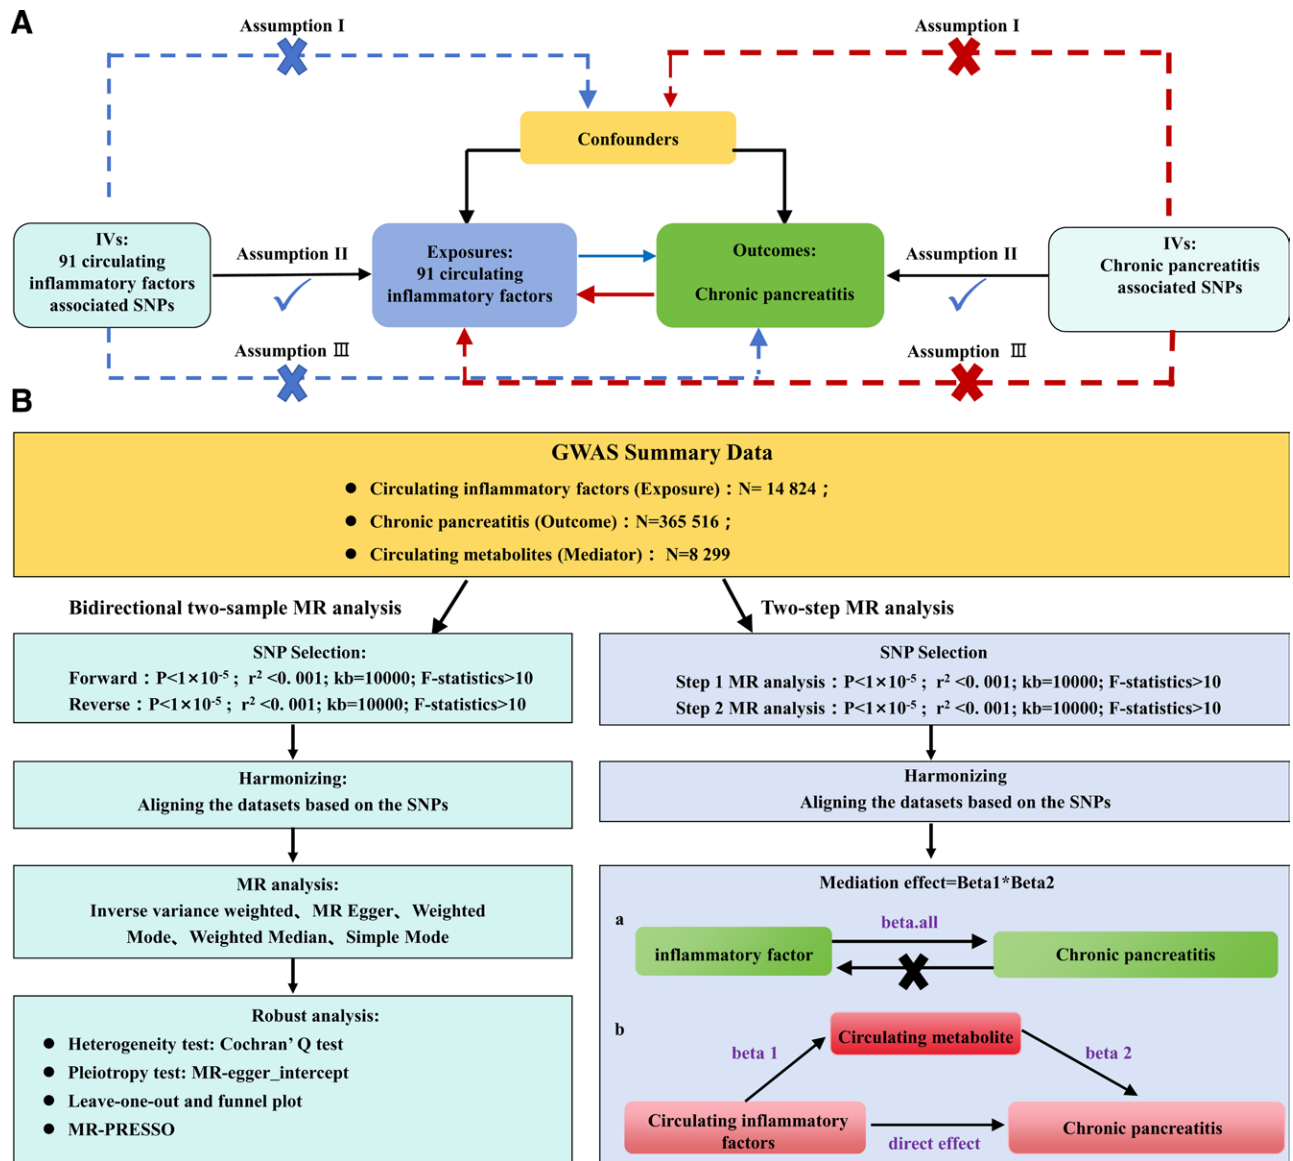 A
Assumption I
Assumption I
Confounders
IVs:
91 circulating
inflammatory factors
associated SNPs
Assumption II
Exposures:
91 circulating
inflammatory factors
Outcomes:
Chronic pancreatitis
Assumption II
IVs:
Chronic pancreatitis
associated SNPs
Assumption Ⅲ
Assumption Ⅲ
B
GWAS Summary Data
● Circulating inflammatory factors (Exposure)：N= 14 824；
● Chronic pancreatitis (Outcome)：N=365 516；
● Circulating metabolites (Mediator)： N=8 299
Bidirectional two-sample MR analysis
SNP Selection:
Forward：P<1×10⁻⁵； r² <0. 001; kb=10000; F-statistics>10
Reverse：P<1×10⁻⁵； r² <0. 001; kb=10000; F-statistics>10
Harmonizing:
Aligning the datasets based on the SNPs
MR analysis:
Inverse variance weighted、MR Egger、Weighted
Mode、Weighted Median、Simple Mode
Robust analysis:
● Heterogeneity test: Cochran’ Q test
● Pleiotropy test: MR-egger_intercept
● Leave-one-out and funnel plot
● MR-PRESSO
Two-step MR analysis
SNP Selection
Step 1 MR analysis：P<1×10⁻⁵； r² <0. 001; kb=10000; F-statistics>10
Step 2 MR analysis：P<1×10⁻⁵； r² <0. 001; kb=10000; F-statistics>10
Harmonizing
Aligning the datasets based on the SNPs
Mediation effect=Beta1*Beta2
a
beta.all
inflammatory factor
Chronic pancreatitis
b
Circulating metabolite
beta 1
beta 2
Circulating inflammatory
factors
direct effect
Chronic pancreatitis